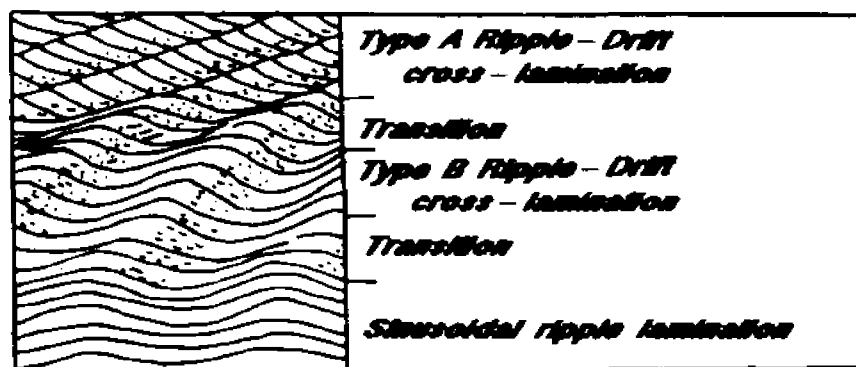 Type A Ripple – Drift
cross – lamination
Transition
Type B Ripple – Drift
cross – lamination
Transition
Sinusoidal ripple lamination